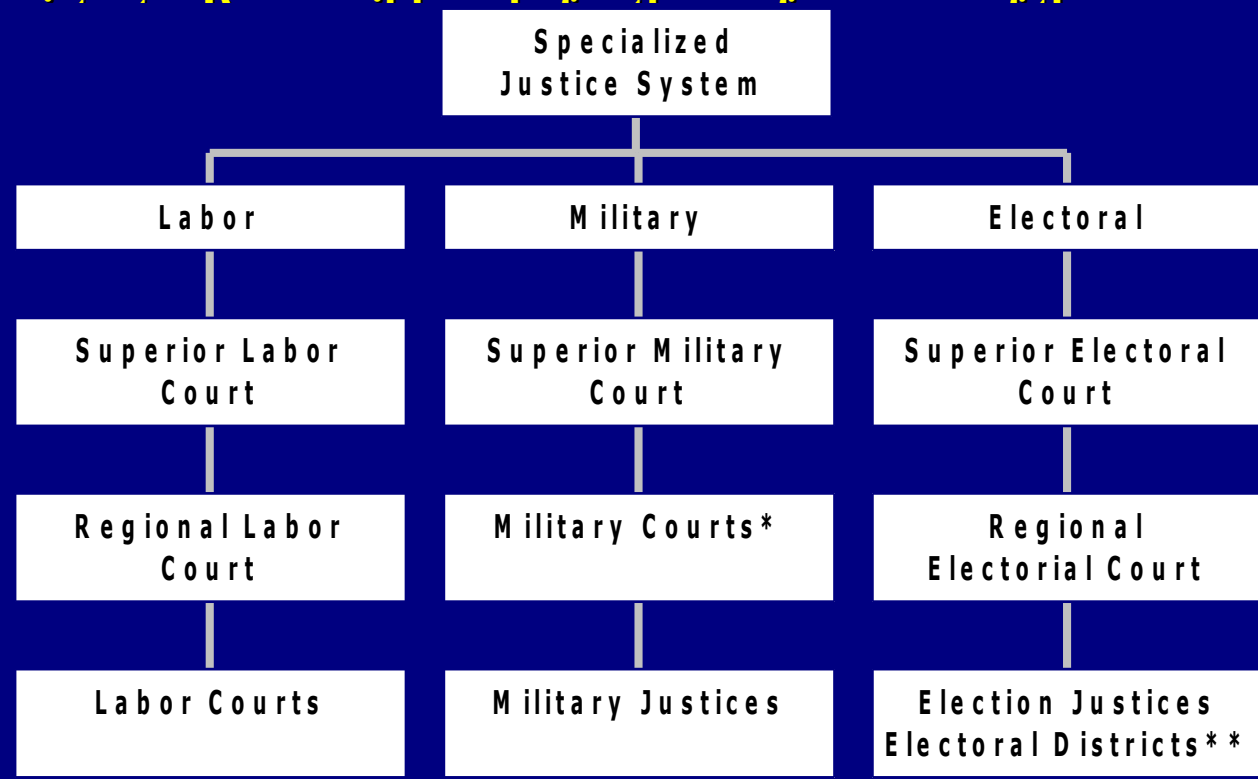 Specialized
Justice System
Labor
Military
Electoral
Superior Labor
Court
Superior Military
Court
Superior Electoral
Court
Regional Labor
Court
Military Courts*
Regional
Electorial Court
Labor Courts
Military Justices
Election Justices
Electoral Districts**